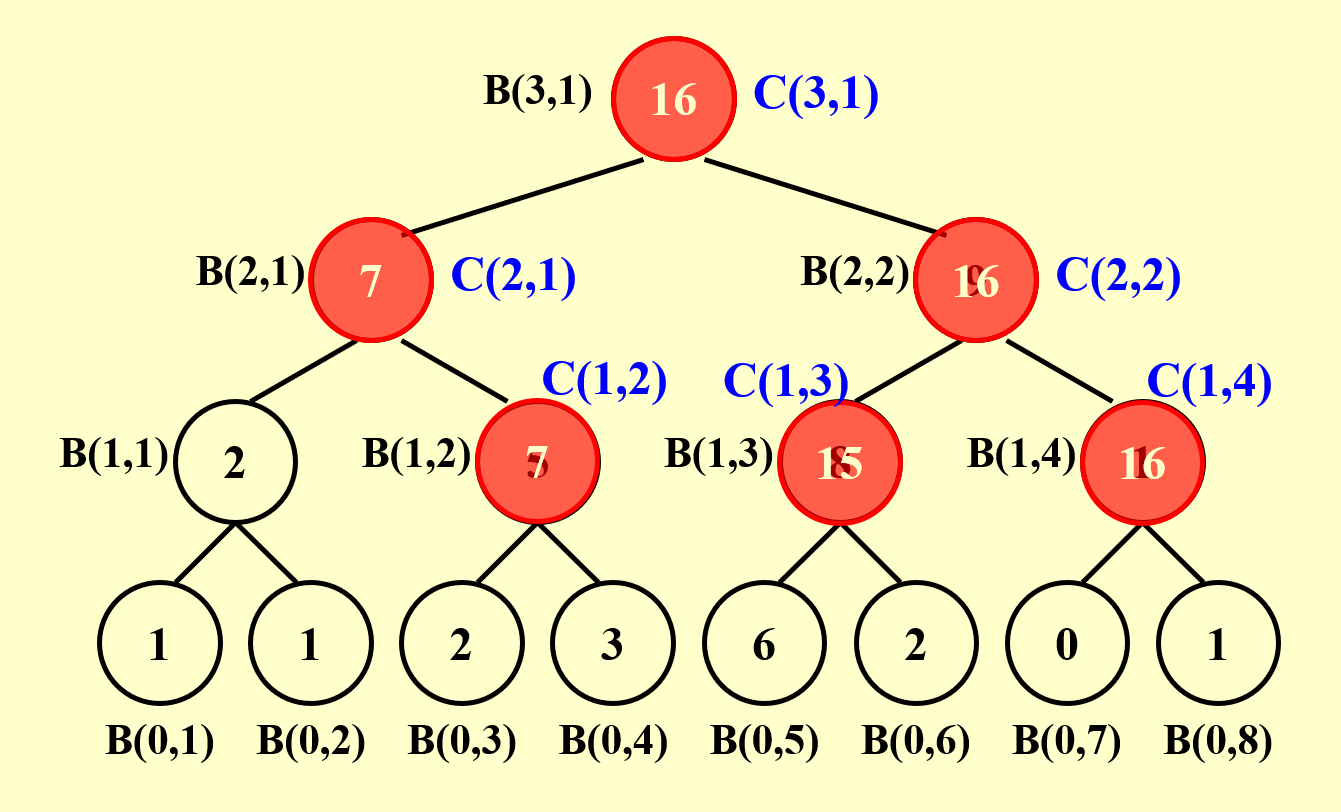 B(3,1) 16 C(3,1)
B(2,1) 7 C(2,1) B(2,2) 16 C(2,2)
C(1,2) C(1,3) C(1,4)
B(1,1) 2 B(1,2) 7 B(1,3) 15 B(1,4) 16
1 1 2 3 6 2 0 1
B(0,1) B(0,2) B(0,3) B(0,4) B(0,5) B(0,6) B(0,7) B(0,8)